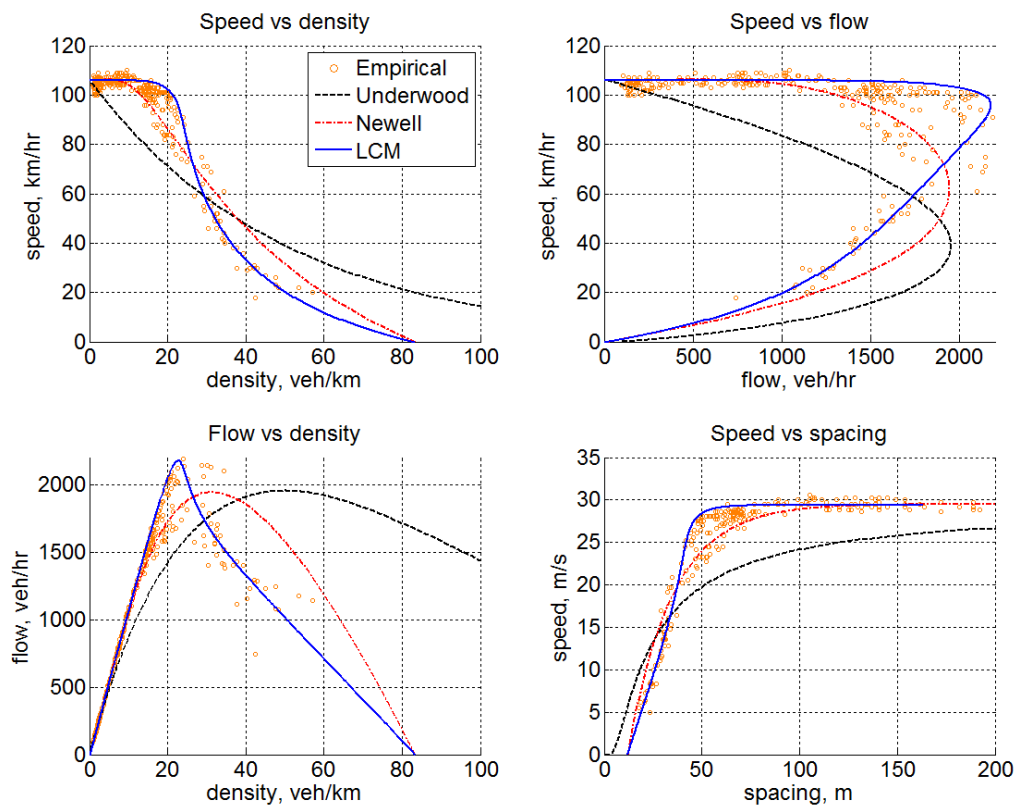 Speed vs density
120
100
80
60
40
20
0
speed, km/hr
0 20 40 60 80 100
density, veh/km
Empirical
Underwood
Newell
LCM
Speed vs flow
120
100
80
60
40
20
0
speed, km/hr
0 500 1000 1500 2000
flow, veh/hr
Flow vs density
2000
1500
1000
500
0
flow, veh/hr
0 20 40 60 80 100
density, veh/km
Speed vs spacing
35
30
25
20
15
10
5
0
speed, m/s
0 50 100 150 200
spacing, m